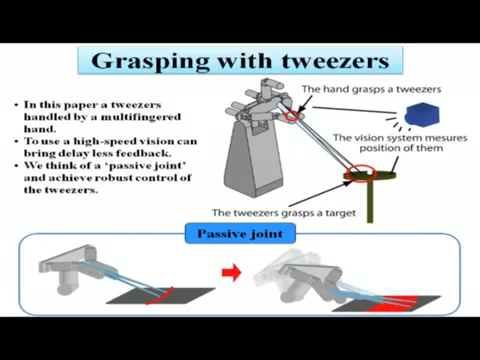 Grasping with tweezers
The hand grasps a tweezers
• In this paper a tweezers
handled by a multifingered
hand.
• To use a high-speed vision can
bring delay less feedback.
• We think of a 'passive joint'
and achieve robust control of
the tweezers.
The vision system mesures
position of them
The tweezers grasps a target
Passive joint